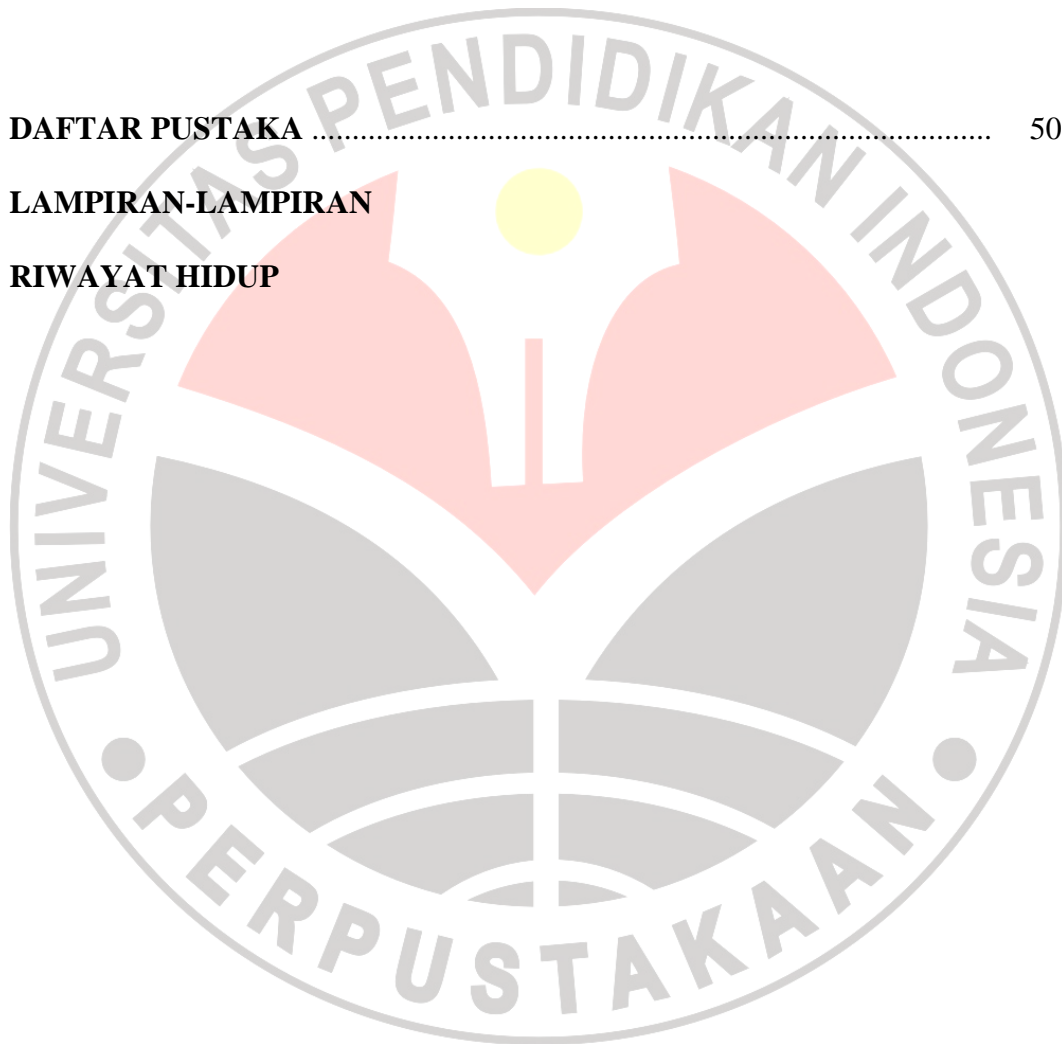 DAFTAR PUSTAKA ........................................................................... 50
LAMPIRAN-LAMPIRAN
RIWAYAT HIDUP
UNIVERSITAS PENDIDIKAN INDONESIA
PERPUSTAKAAN